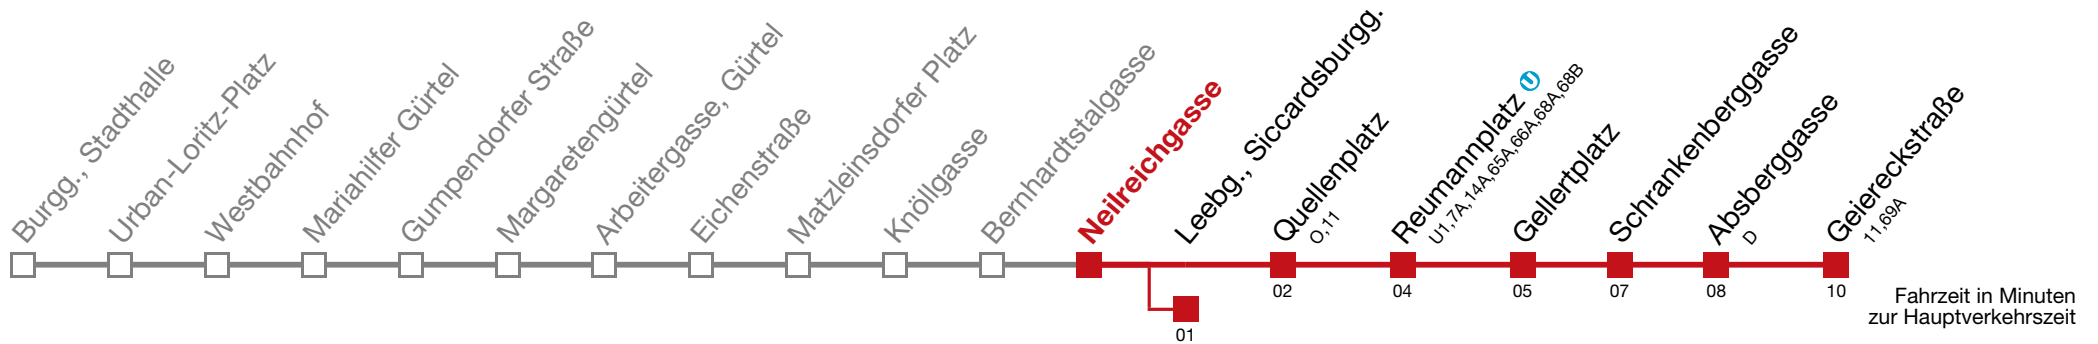 Burgg., Stadthalle
Urban-Loritz-Platz
Westbahnhof
Mariahilfer Gürtel
Gumpendorfer Straße
Margaretengürtel
Arbeitergasse, Gürtel
Eichenstraße
Matzleinsdorfer Platz
Knöllgasse
Bernhardtstalgasse
Neilreichgasse
Leebg., Siccardsburgg.
Quellenplatz
O,11
Reumannplatz U
U1,7A,14A,65A,66A,68A,68B
Gellertplatz
Schrankenberggasse
Absberggasse
D
Geiereckstraße
11,69A
02
04
05
07
08
10
01
Fahrzeit in Minuten
zur Hauptverkehrszeit